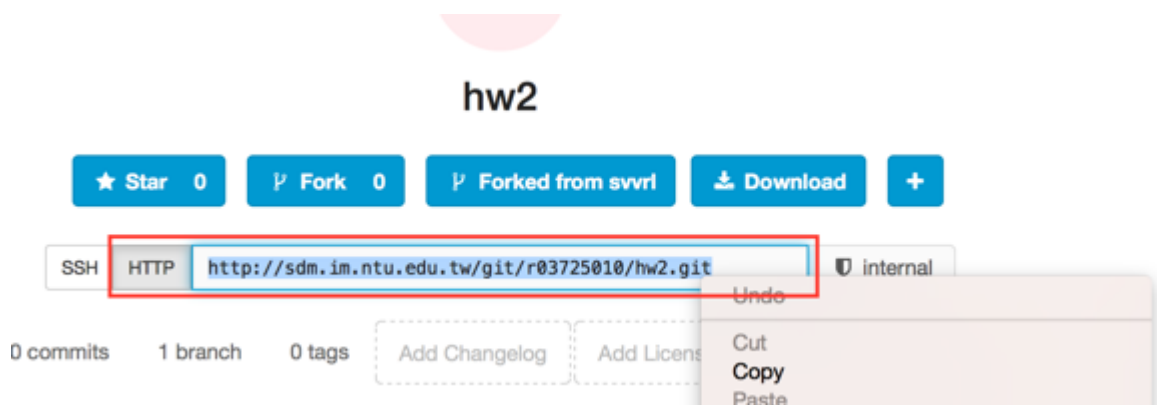 hw2
Star 0 Fork 0 Forked from svvrl Download +
SSH HTTP http://sdm.im.ntu.edu.tw/git/r03725010/hw2.git internal
Undo
0 commits 1 branch 0 tags Add Changelog Add Licens
Cut
Copy
Paste